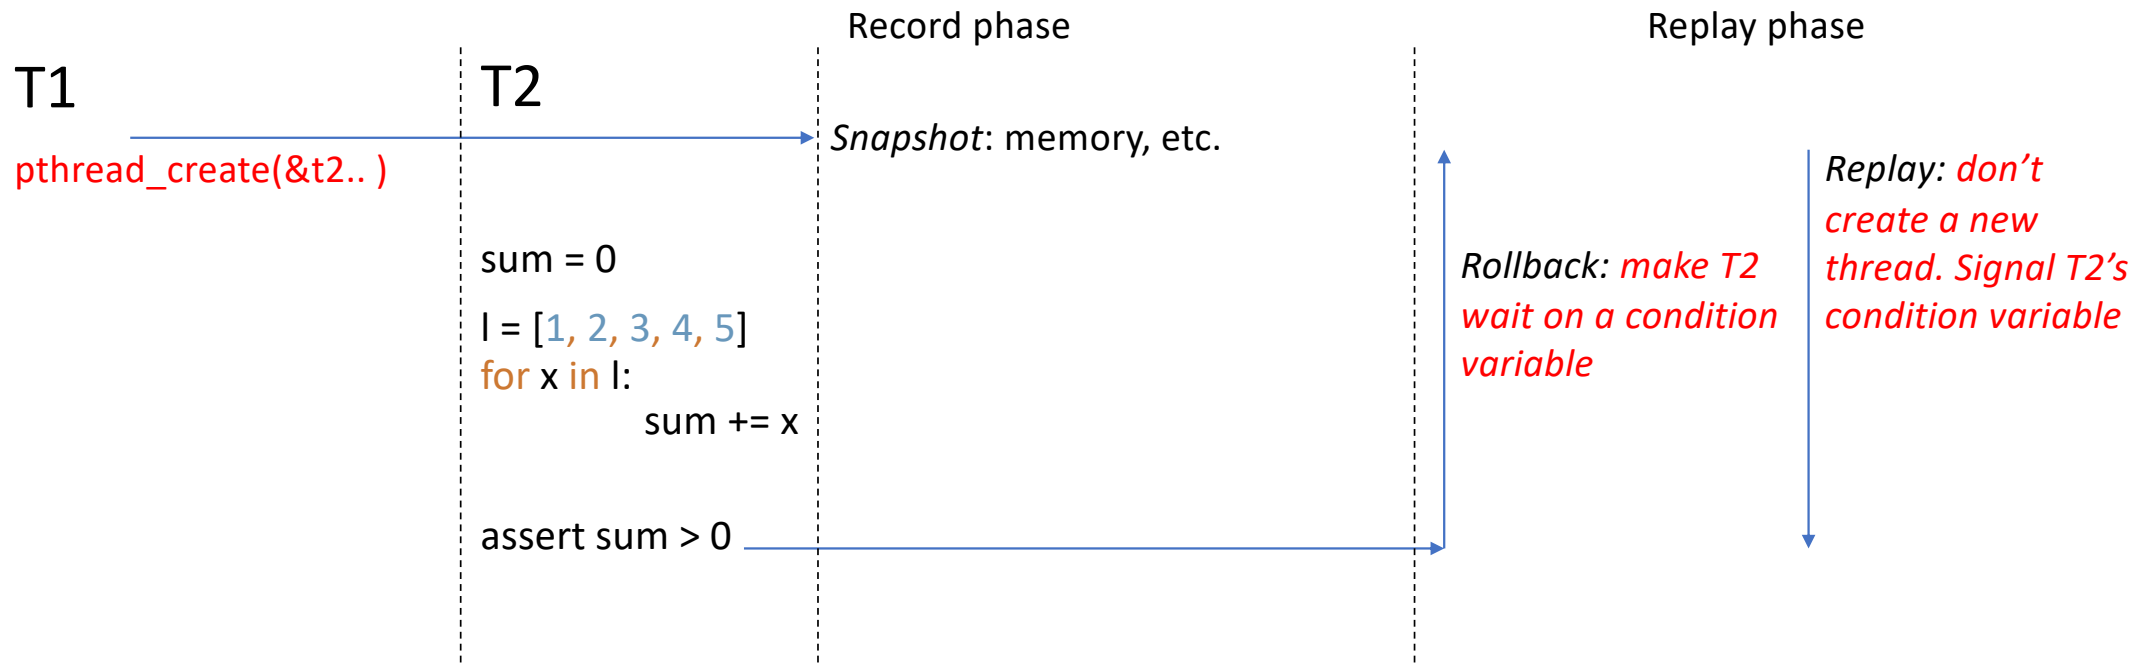 Record phase
Replay phase
T1
T2
Snapshot: memory, etc.
pthread_create(&t2.. )
sum = 0
l = [1, 2, 3, 4, 5]
for x in l:
sum += x
assert sum > 0
Rollback: make T2
wait on a condition
variable
Replay: don’t
create a new
thread. Signal T2’s
condition variable